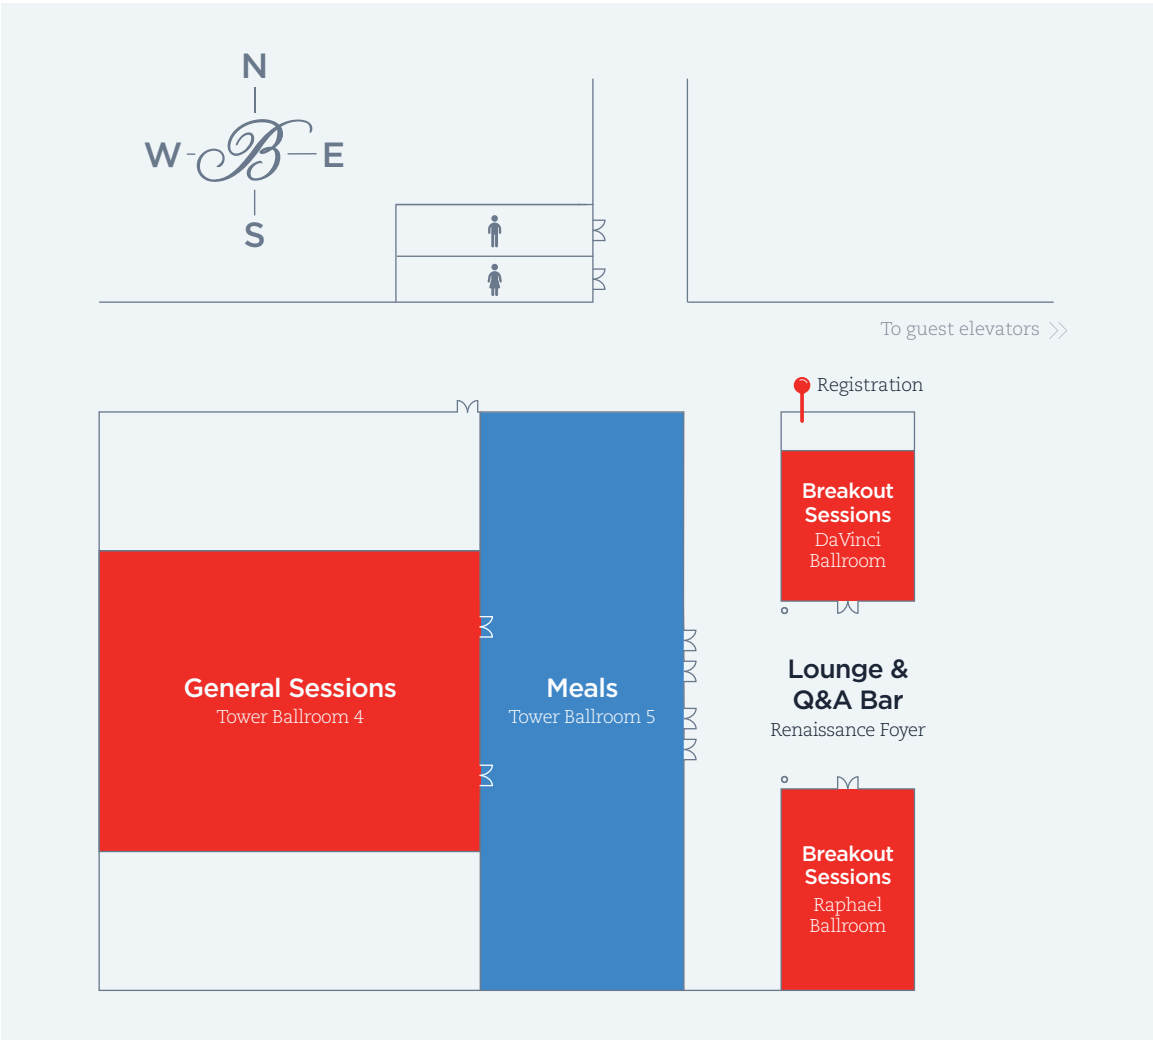 N
W B E
S
To guest elevators >>
Registration
Breakout
Sessions
DaVinci
Ballroom
General Sessions
Tower Ballroom 4
Meals
Tower Ballroom 5
Lounge &
Q&A Bar
Renaissance Foyer
Breakout
Sessions
Raphael
Ballroom